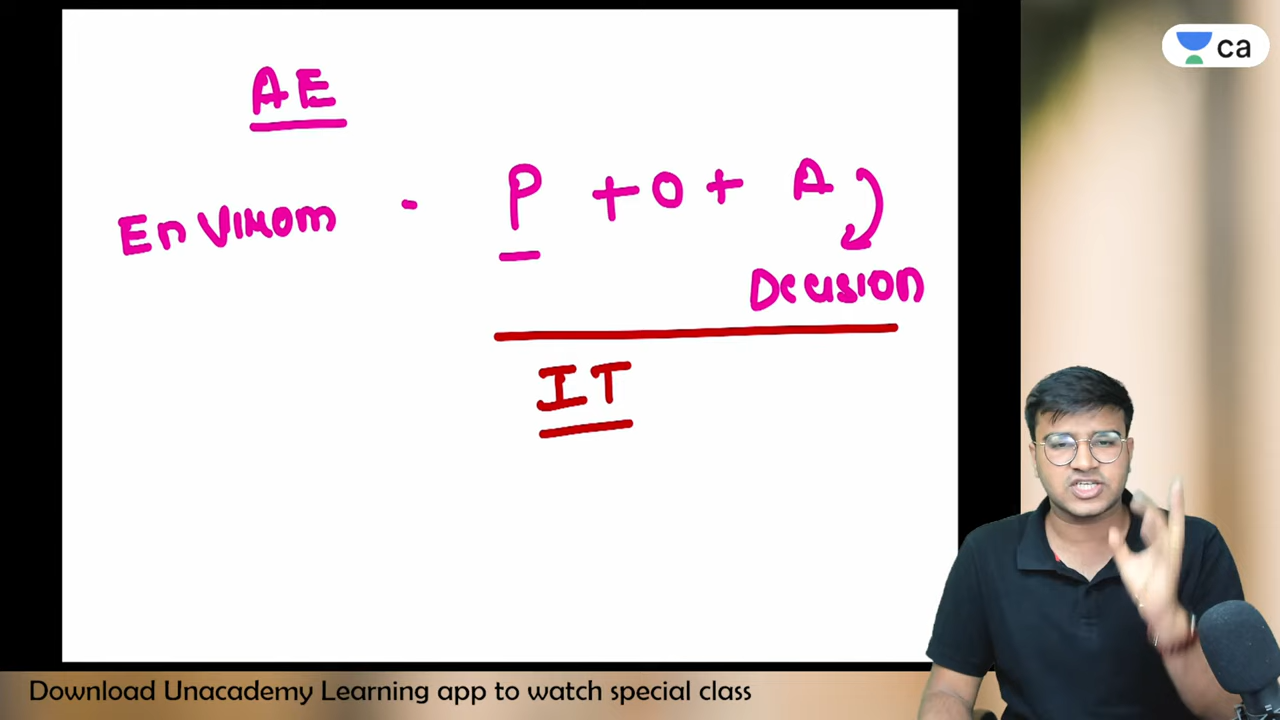 AE
Environm - P + O + A
Decision
IT
ca
Download Unacademy Learning app to watch special class